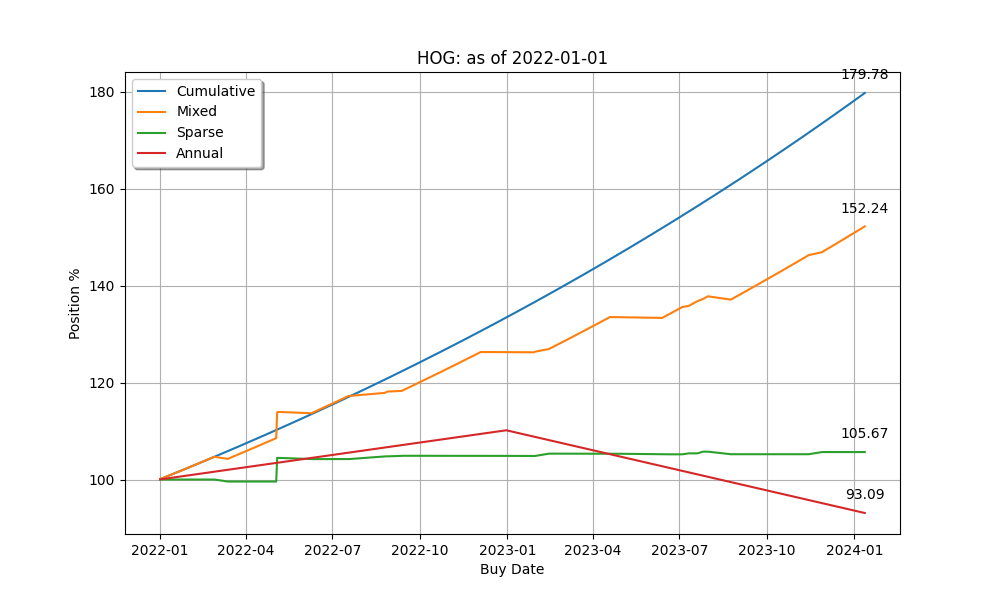 HOG: as of 2022-01-01
179.78
Cumulative
Mixed
Sparse
Annual
152.24
105.67
93.09
Position %
180
160
140
120
100
2022-01 2022-04 2022-07 2022-10 2023-01 2023-04 2023-07 2023-10 2024-01
Buy Date